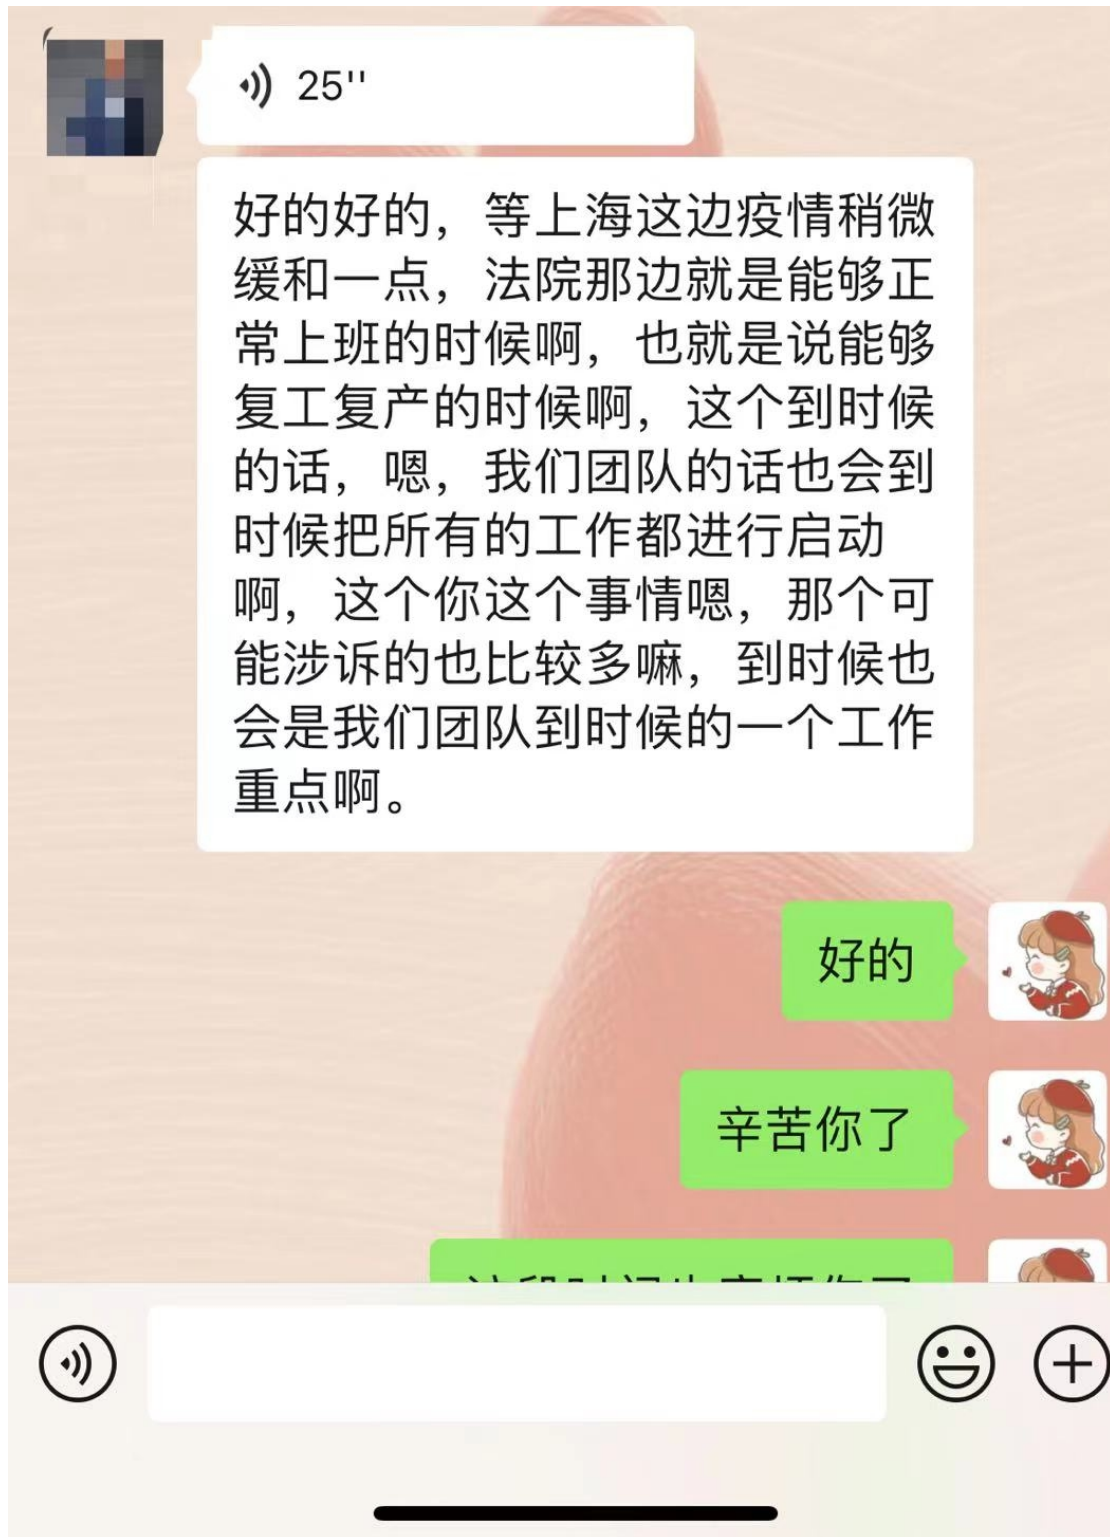 25''
好的好的，等上海这边疫情稍微
缓和一点，法院那边就是能够正
常上班的时候啊，也就是说能够
复工复产的时候啊，这个到时候
的话，嗯，我们团队的话也会到
时候把所有的工作都进行启动
啊，这个你这个事情嗯，那个可
能涉诉的也比较多嘛，到时候也
会是我们团队到时候的一个工作
重点啊。
好的
辛苦你了